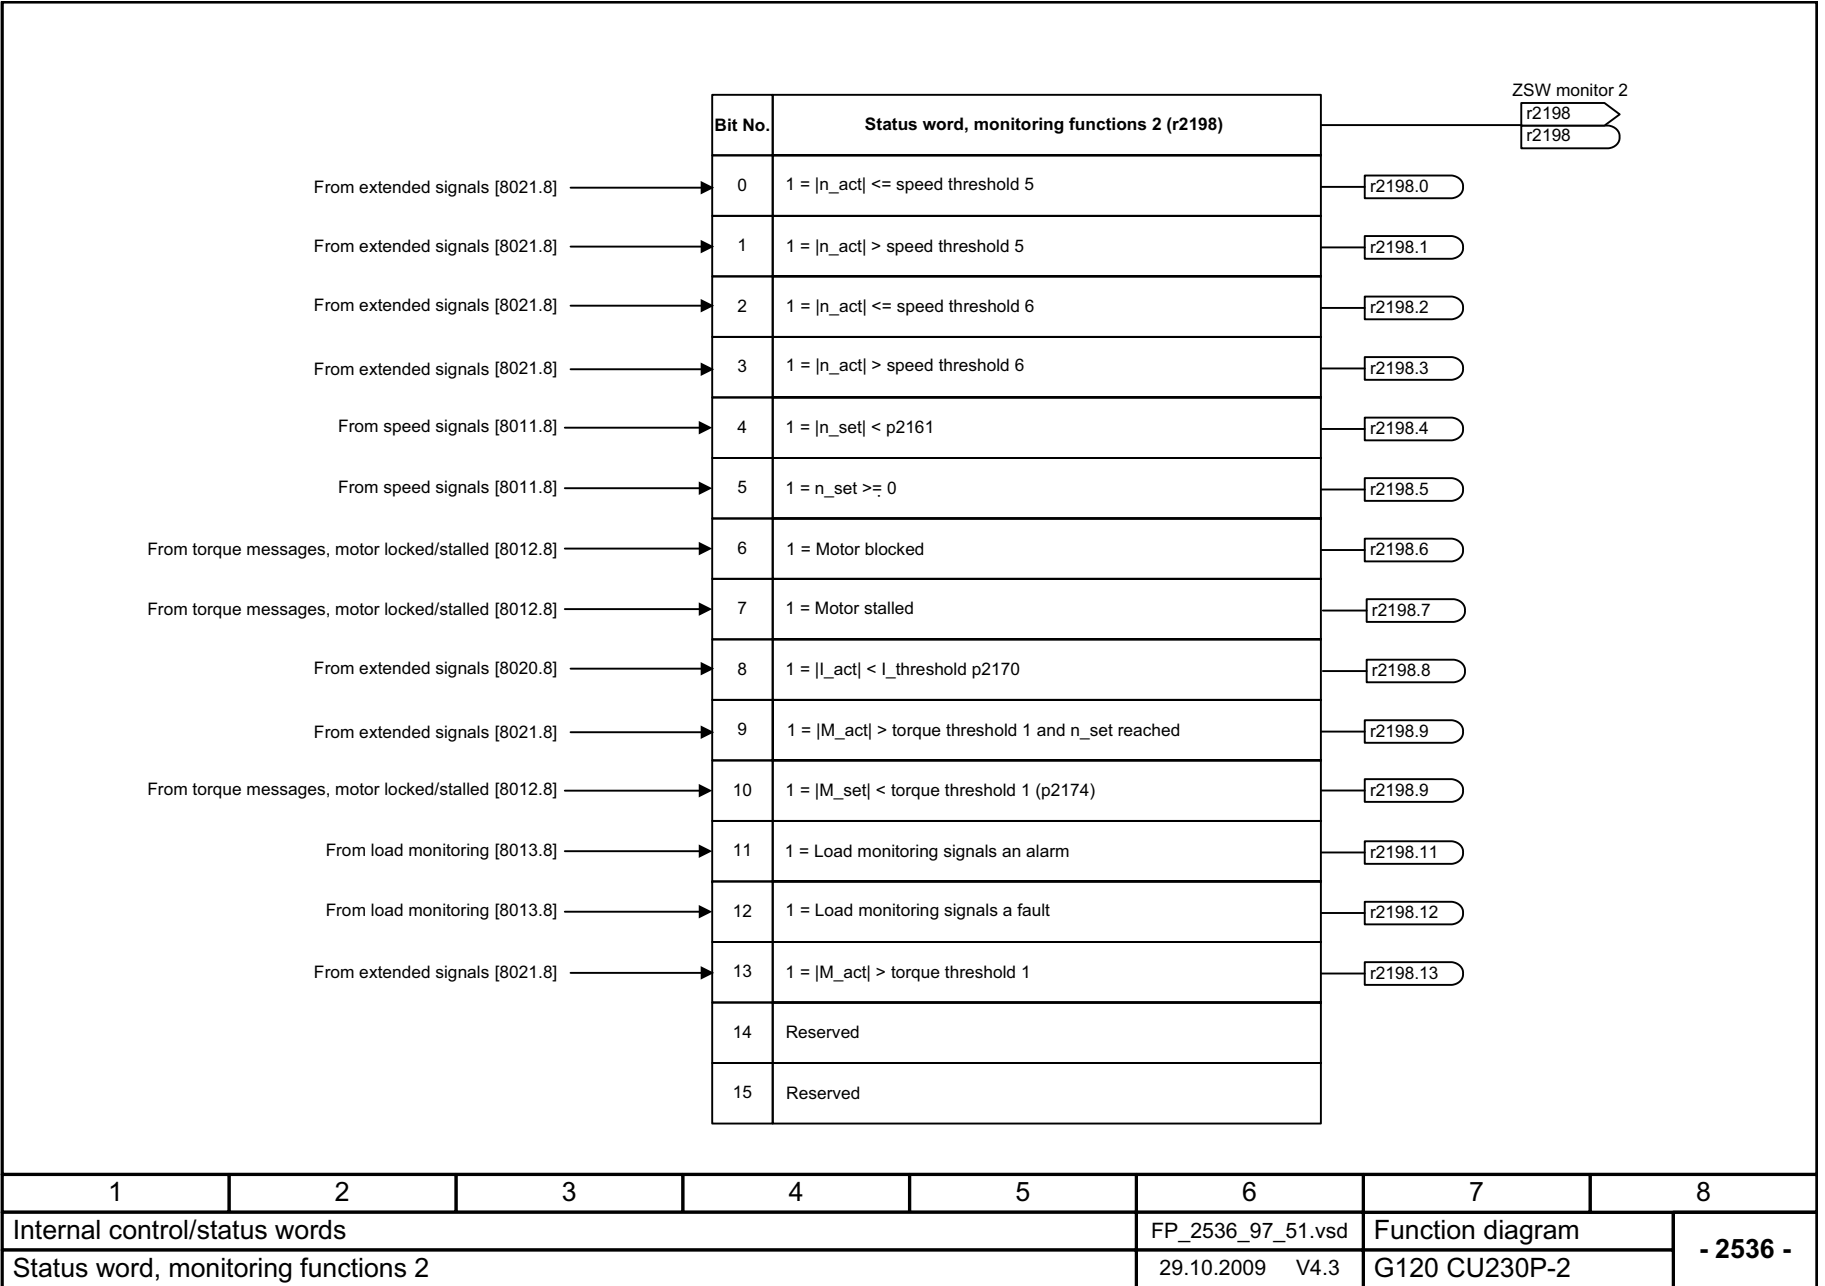 ZSW monitor 2
Bit No. Status word, monitoring functions 2 (r2198) r2198
r2198
From extended signals [8021.8] 0 1 = |n_act| <= speed threshold 5 r2198.0
From extended signals [8021.8] 1 1 = |n_act| > speed threshold 5 r2198.1
From extended signals [8021.8] 2 1 = |n_act| <= speed threshold 6 r2198.2
From extended signals [8021.8] 3 1 = |n_act| > speed threshold 6 r2198.3
From speed signals [8011.8] 4 1 = |n_set| < p2161 r2198.4
From speed signals [8011.8] 5 1 = n_set >= 0 r2198.5
From torque messages, motor locked/stalled [8012.8] 6 1 = Motor blocked r2198.6
From torque messages, motor locked/stalled [8012.8] 7 1 = Motor stalled r2198.7
From extended signals [8020.8] 8 1 = |I_act| < I_threshold p2170 r2198.8
From extended signals [8021.8] 9 1 = |M_act| > torque threshold 1 and n_set reached r2198.9
From torque messages, motor locked/stalled [8012.8] 10 1 = |M_set| < torque threshold 1 (p2174) r2198.9
From load monitoring [8013.8] 11 1 = Load monitoring signals an alarm r2198.11
From load monitoring [8013.8] 12 1 = Load monitoring signals a fault r2198.12
From extended signals [8021.8] 13 1 = |M_act| > torque threshold 1 r2198.13
14 Reserved
15 Reserved
1 2 3 4 5 6 7 8
Internal control/status words FP_2536_97_51.vsd Function diagram - 2536 -
Status word, monitoring functions 2 29.10.2009 V4.3 G120 CU230P-2